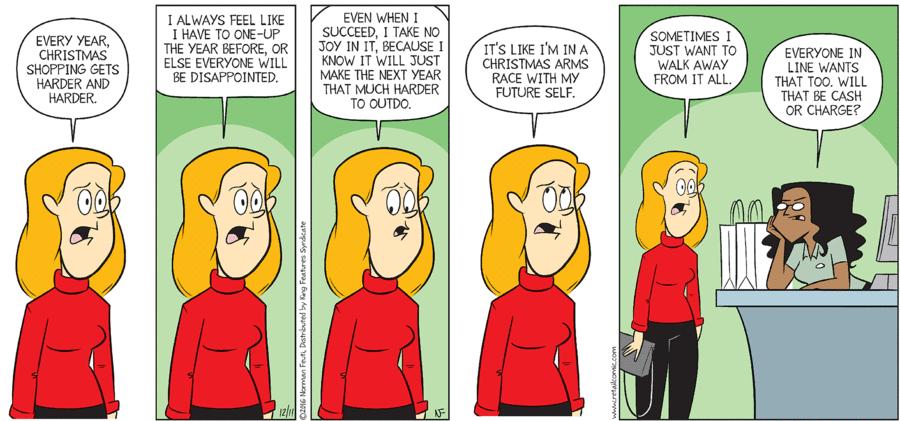 EVERY YEAR,
CHRISTMAS
SHOPPING GETS
HARDER AND
HARDER.
I ALWAYS FEEL LIKE
I HAVE TO ONE-UP
THE YEAR BEFORE, OR
ELSE EVERYONE WILL
BE DISAPPOINTED.
12/11
©2016 Norman Feuti, Distributed by King Features Syndicate
EVEN WHEN I
SUCCEED, I TAKE NO
JOY IN IT, BECAUSE I
KNOW IT WILL JUST
MAKE THE NEXT YEAR
THAT MUCH HARDER
TO OUTDO.
NF
IT'S LIKE I'M IN A
CHRISTMAS ARMS
RACE WITH MY
FUTURE SELF.
www.retailcomic.com
SOMETIMES I
JUST WANT TO
WALK AWAY
FROM IT ALL.
EVERYONE IN
LINE WANTS
THAT TOO. WILL
THAT BE CASH
OR CHARGE?